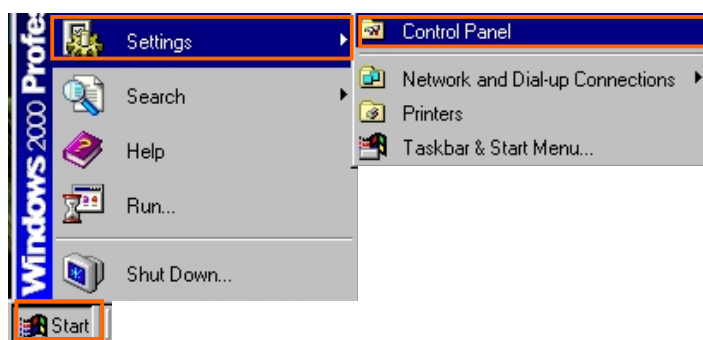 Windows 2000 Profe
Settings
Search
Help
Run...
Shut Down...
Start
Control Panel
Network and Dial-up Connections
Printers
Taskbar & Start Menu...